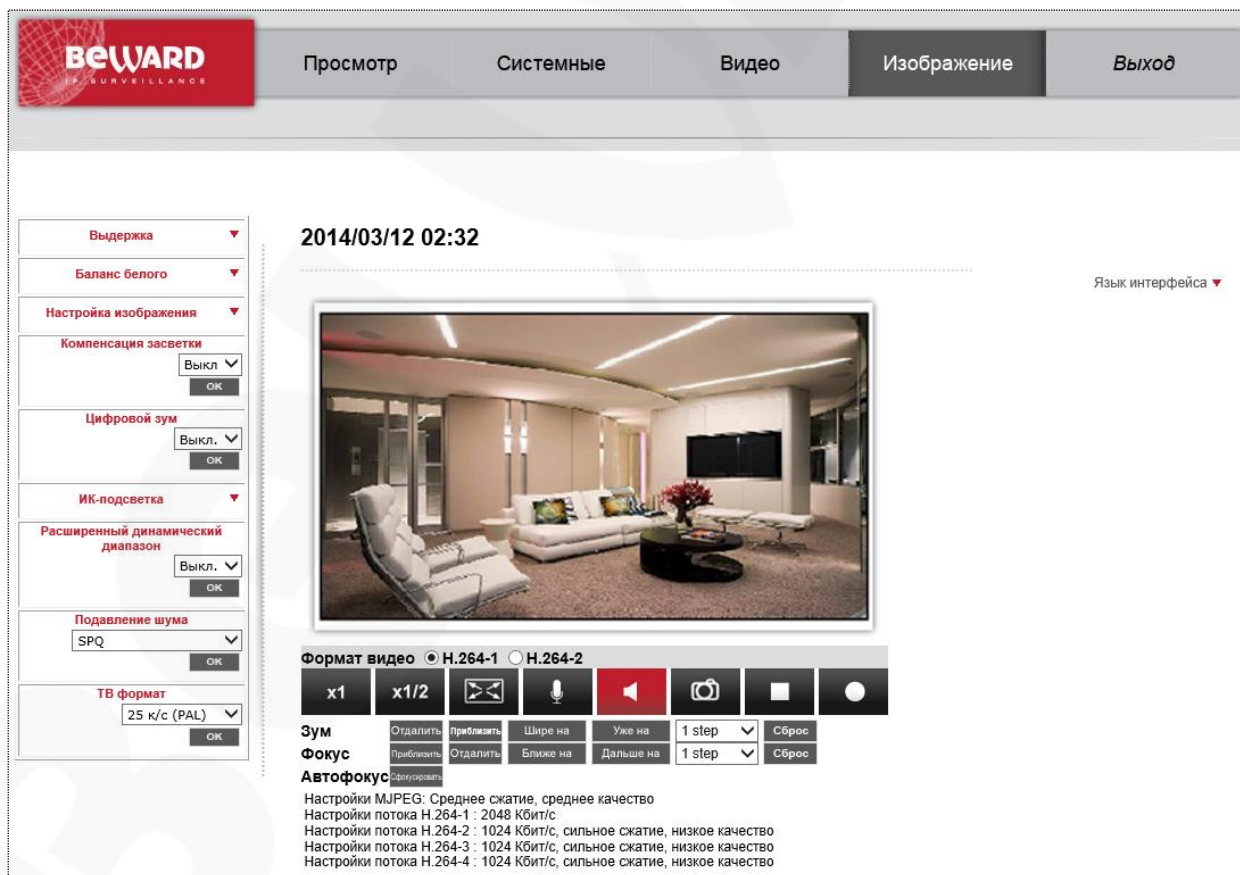 BEWARD
IP SURVEILLANCE
Просмотр
Системные
Видео
Изображение
Выход
Выдержка
Баланс белого
Настройка изображения
Компенсация засветки
Выкл
OK
Цифровой зум
Выкл.
OK
ИК-подсветка
Расширенный динамический
диапазон
Выкл.
OK
Подавление шума
SPQ
OK
ТВ формат
25 к/с (PAL)
OK
2014/03/12 02:32
Язык интерфейса
Формат видео H.264-1 H.264-2
x1 x1/2
Зум Отдалить Приблизить Шире на Уже на 1 step Сброс
Фокус Приблизить Отдалить Ближе на Дальше на 1 step Сброс
Автофокус Сфокусировать
Настройки MJPEG: Среднее сжатие, среднее качество
Настройки потока H.264-1 : 2048 Кбит/с
Настройки потока H.264-2 : 1024 Кбит/с, сильное сжатие, низкое качество
Настройки потока H.264-3 : 1024 Кбит/с, сильное сжатие, низкое качество
Настройки потока H.264-4 : 1024 Кбит/с, сильное сжатие, низкое качество